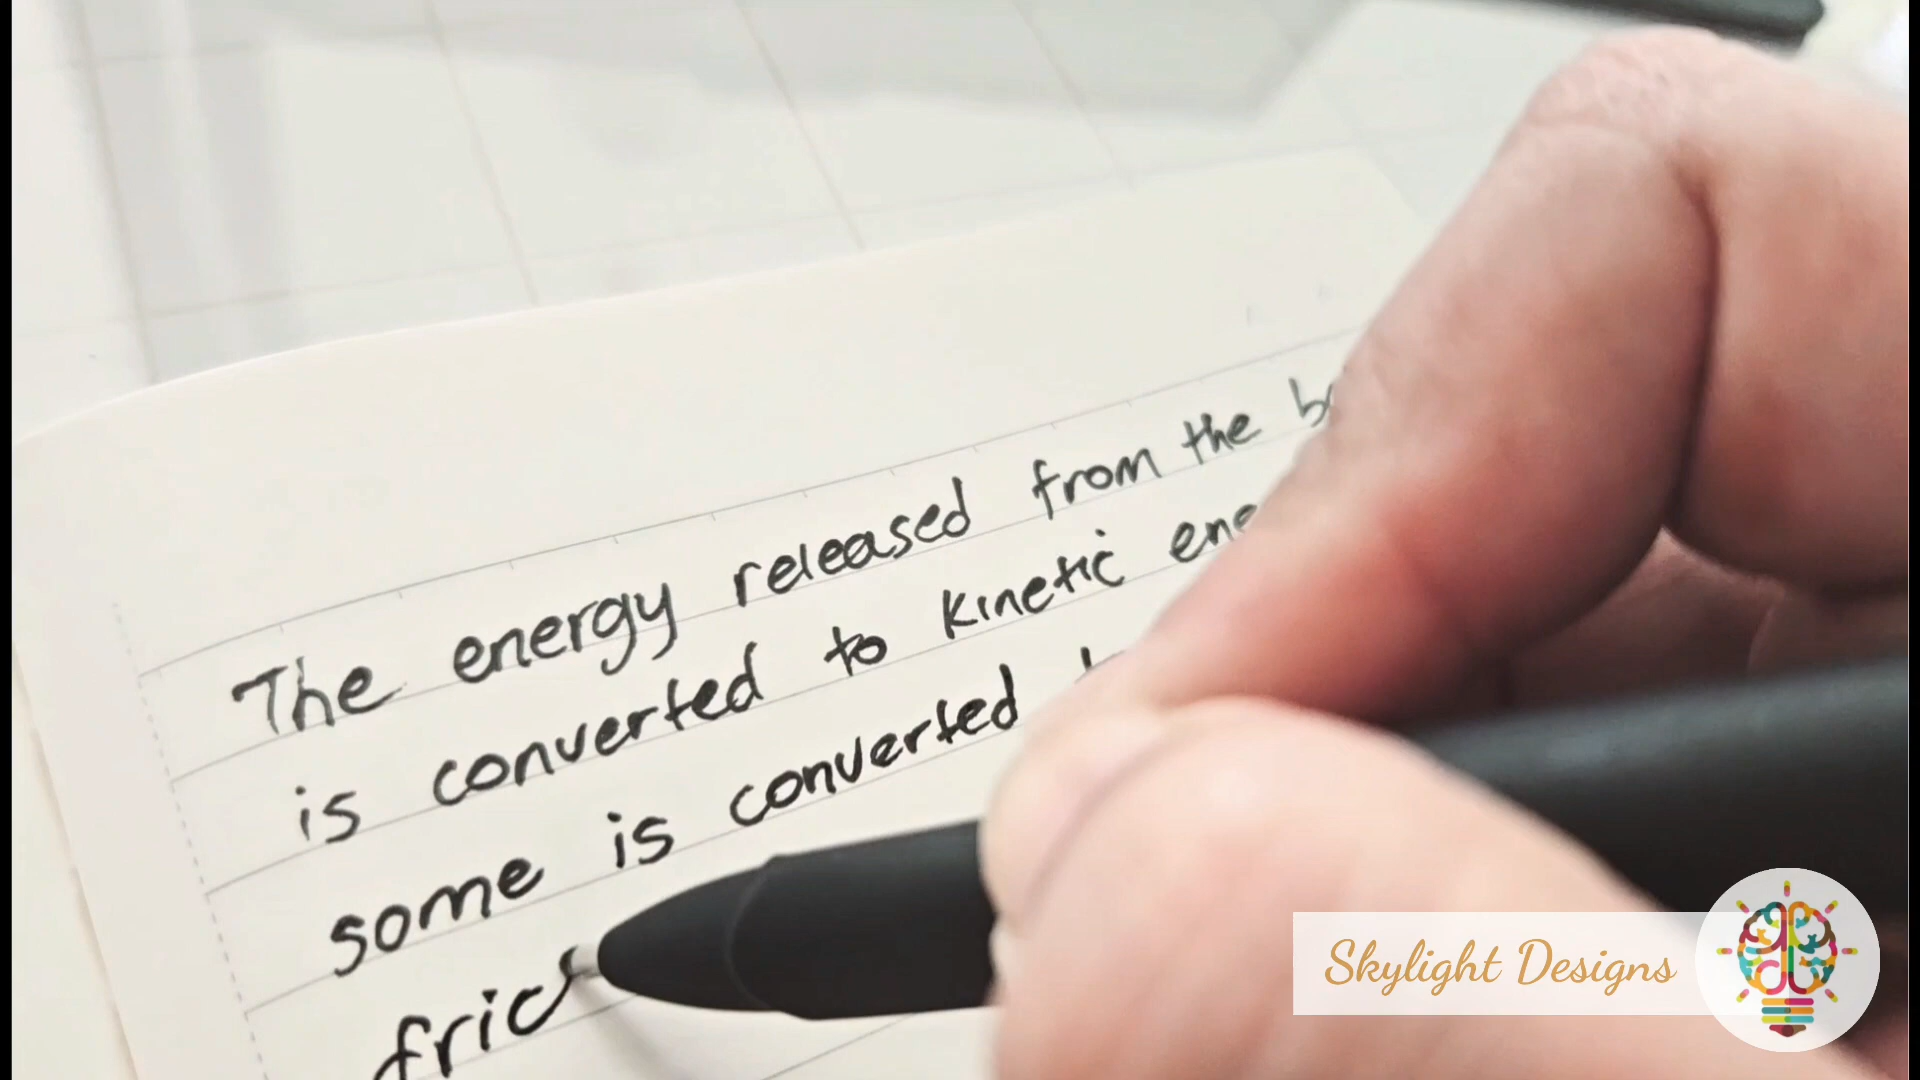 The energy released from the
is converted to kinetic
some is converted
Skylight Designs